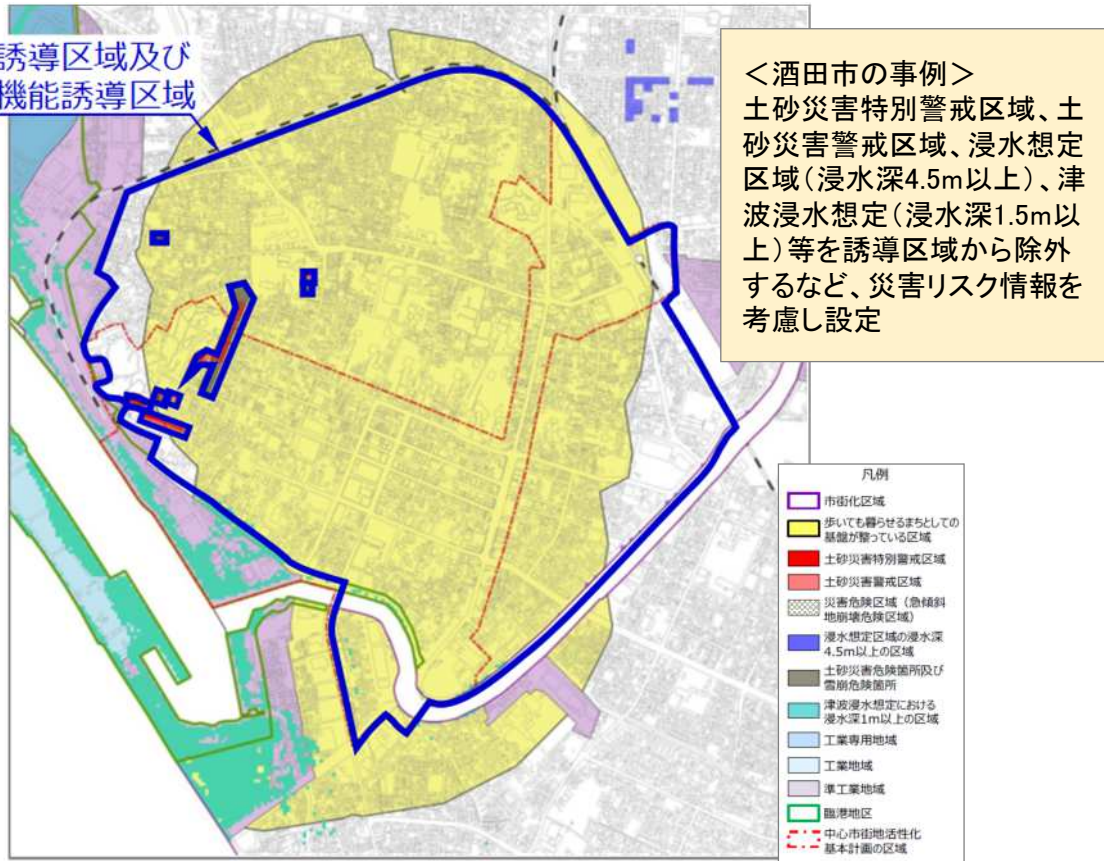 誘導区域及び
機能誘導区域
＜酒田市の事例＞
土砂災害特別警戒区域、土
砂災害警戒区域、浸水想定
区域（浸水深4.5m以上）、津
波浸水想定（浸水深1.5m以
上）等を誘導区域から除外
するなど、災害リスク情報を
考慮し設定
凡例
市街化区域
歩いても暮らせるまちとしての
基盤が整っている区域
土砂災害特別警戒区域
土砂災害警戒区域
災害危険区域（急傾斜
地崩壊危険区域）
浸水想定区域の浸水深
4.5m以上の区域
土砂災害危険箇所及び
雪崩危険箇所
津波浸水想定における
浸水深1m以上の区域
工業専用地域
工業地域
準工業地域
臨港地区
中心市街地活性化
基本計画の区域